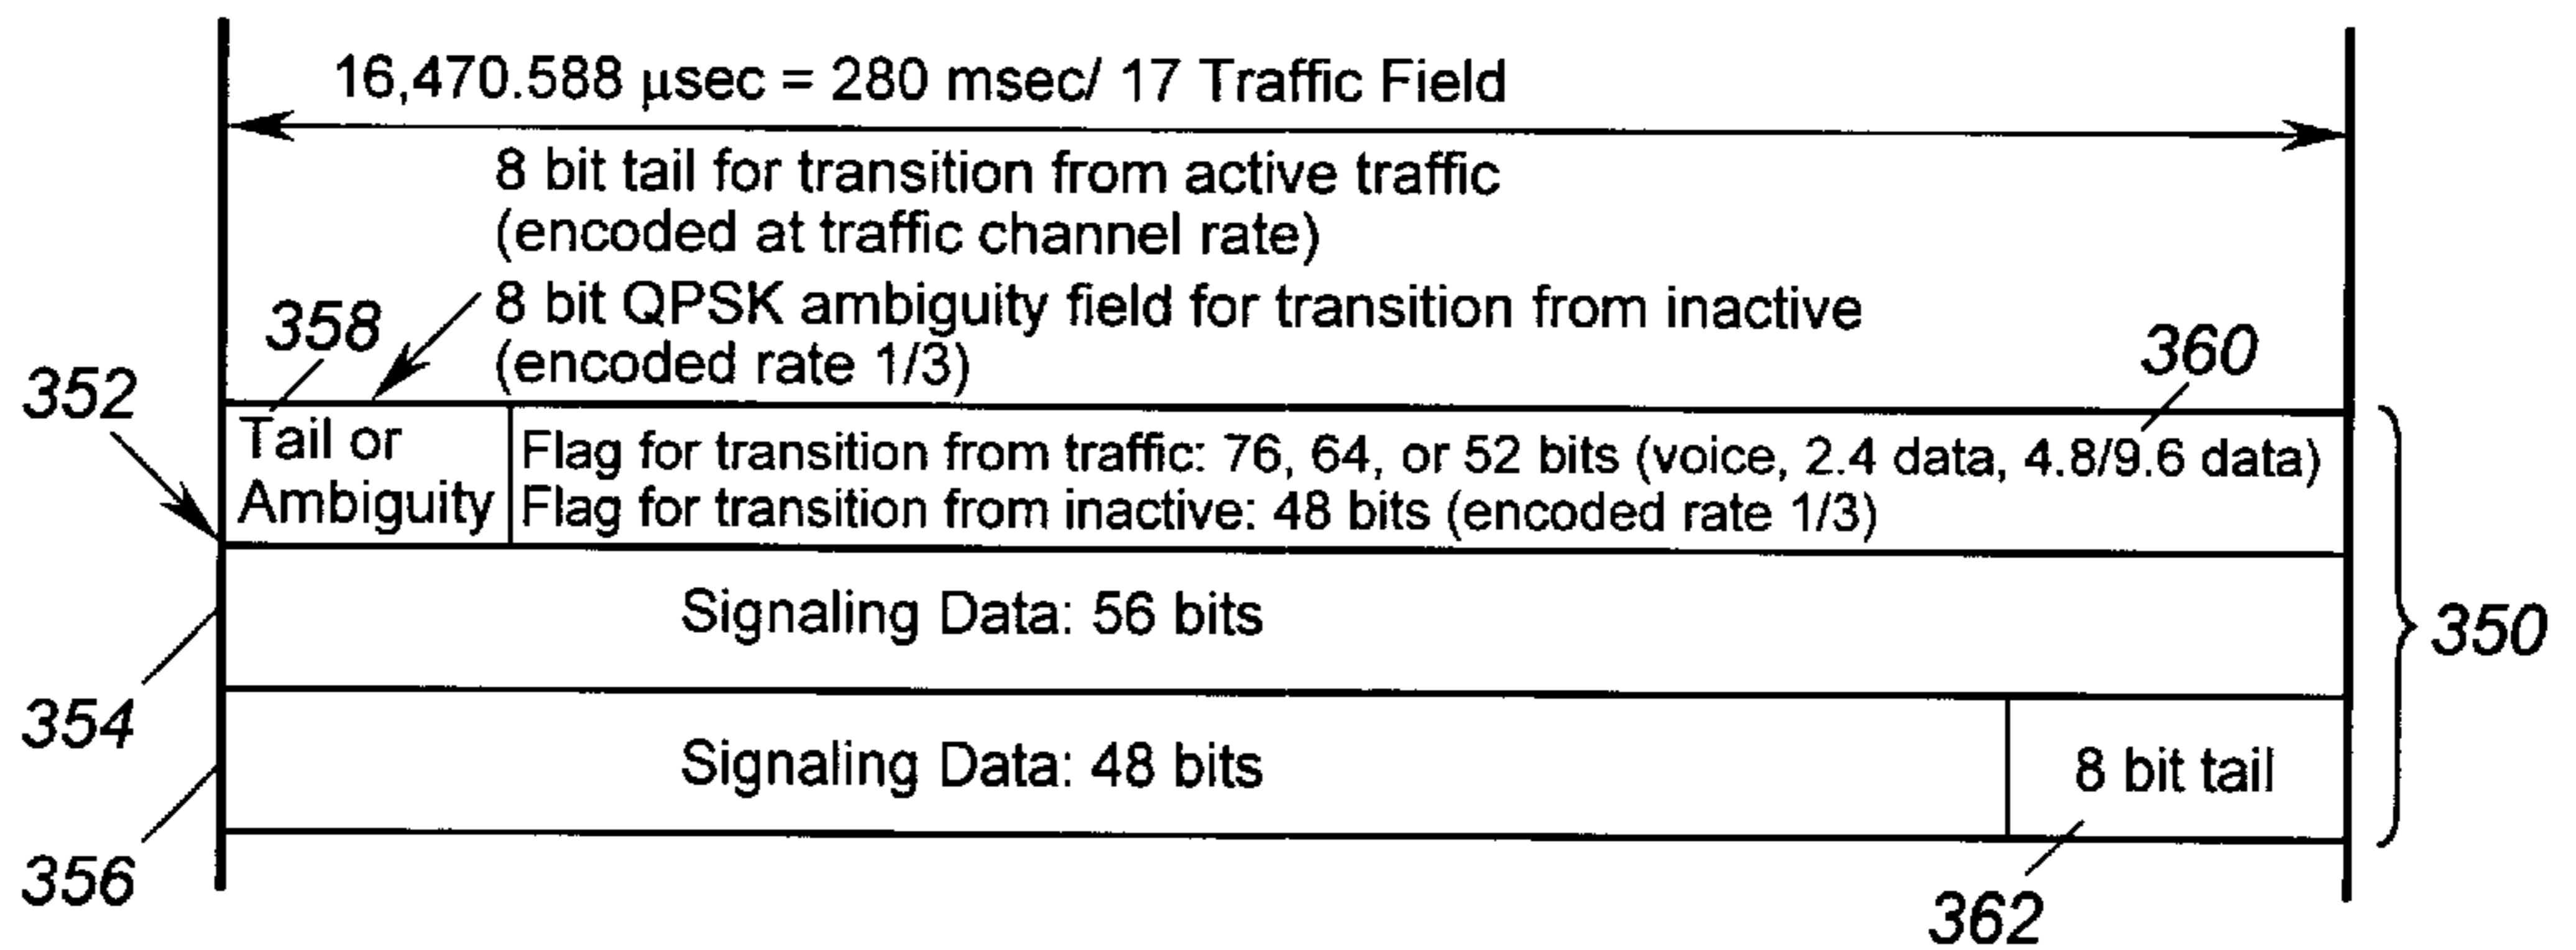 16,470.588 μsec = 280 msec/ 17 Traffic Field
8 bit tail for transition from active traffic
(encoded at traffic channel rate)
8 bit QPSK ambiguity field for transition from inactive
(encoded rate 1/3)
358
360
352
Tail or
Ambiguity
Flag for transition from traffic: 76, 64, or 52 bits (voice, 2.4 data, 4.8/9.6 data)
Flag for transition from inactive: 48 bits (encoded rate 1/3)
Signaling Data: 56 bits
350
354
Signaling Data: 48 bits
8 bit tail
356
362